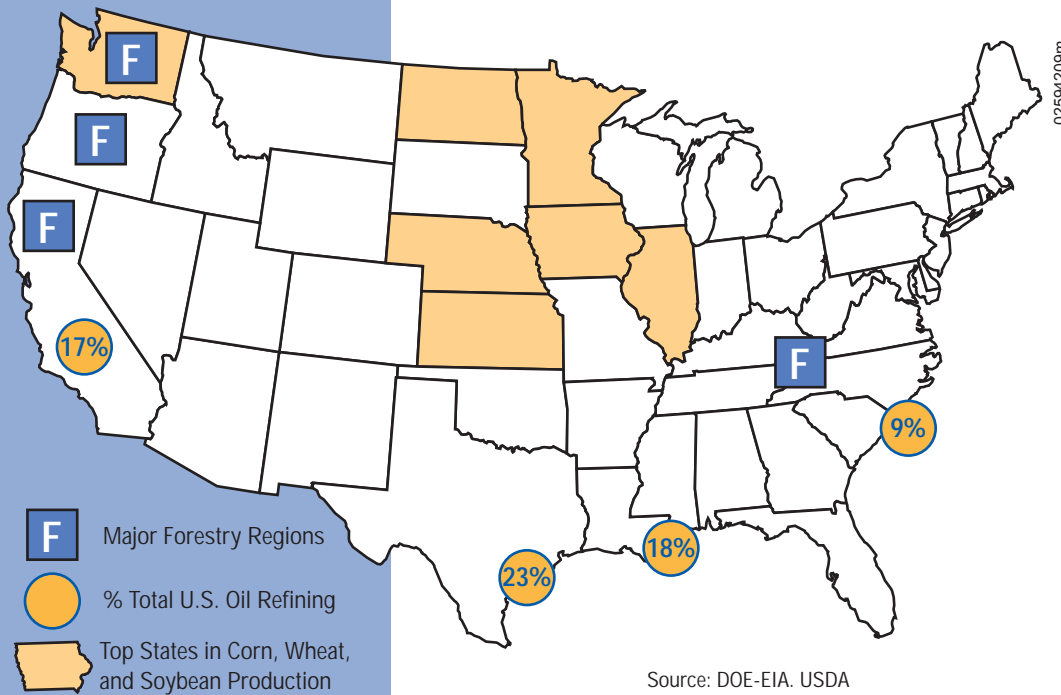 F
F
F
17%
F
9%
18%
23%
F Major Forestry Regions
% Total U.S. Oil Refining
Top States in Corn, Wheat,
and Soybean Production
Source: DOE-EIA. USDA
02594209m